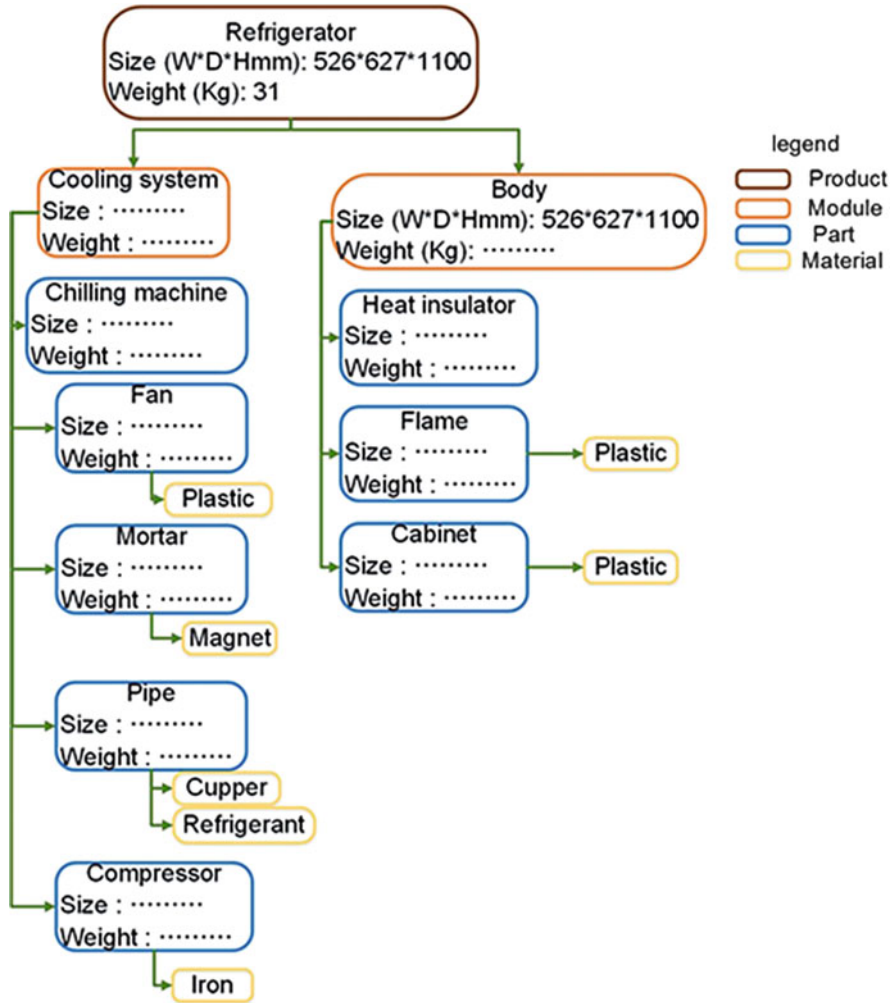 Refrigerator
Size (W*D*Hmm): 526*627*1100
Weight (Kg): 31
legend
Product
Module
Part
Material
Cooling system
Size : ·········
Weight : ·········
Chilling machine
Size : ·········
Weight : ·········
Fan
Size : ·········
Weight : ·········
Plastic
Mortar
Size : ·········
Weight : ·········
Magnet
Pipe
Size : ·········
Weight : ·········
Cupper
Refrigerant
Compressor
Size : ·········
Weight : ·········
Iron
Body
Size (W*D*Hmm): 526*627*1100
Weight (Kg): ·········
Heat insulator
Size : ·········
Weight : ·········
Flame
Size : ·········
Weight : ·········
Plastic
Cabinet
Size : ·········
Weight : ·········
Plastic